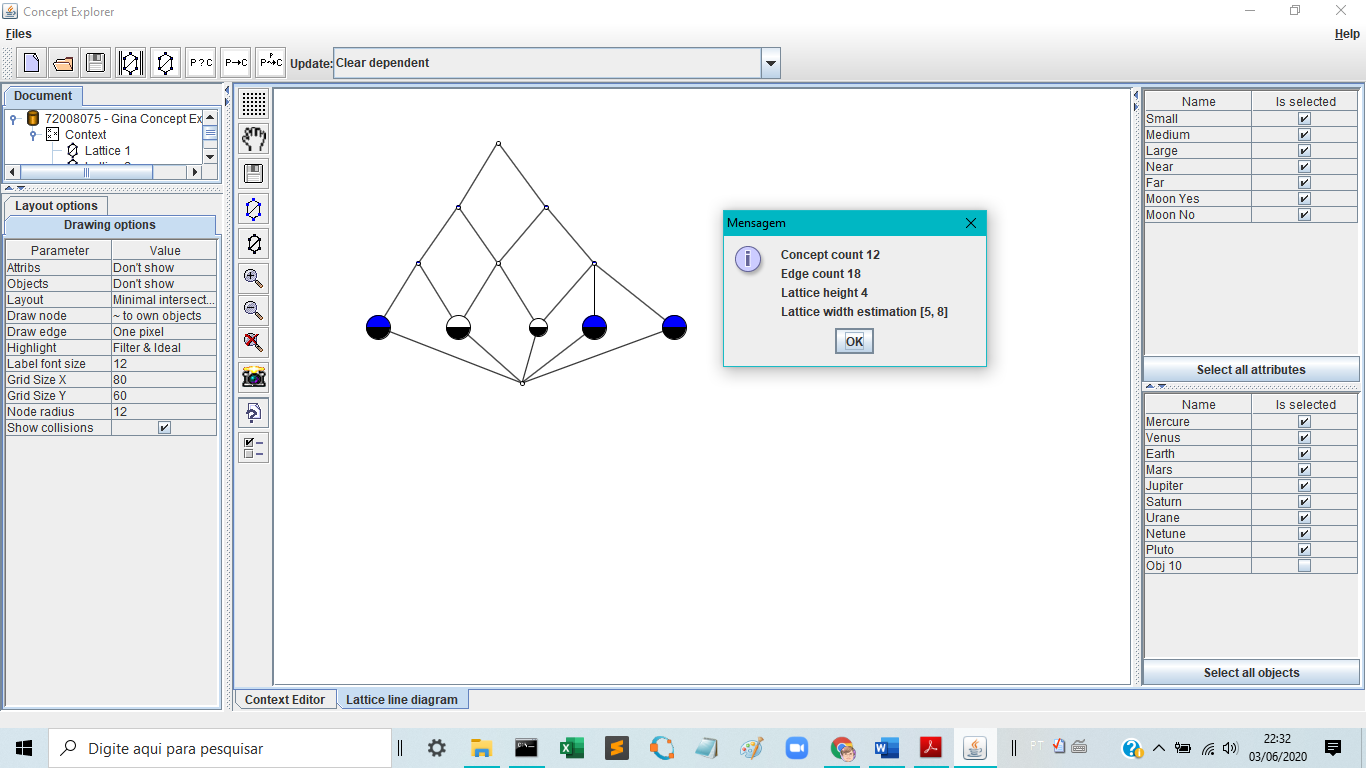 Concept Explorer
Files
Help
P ? C
P→C
P
P→C
Update:
Clear dependent
Document
72008075 - Gina Concept Ex
Context
Lattice 1
Layout options
Drawing options
Parameter Value
Attribs Don't show
Objects Don't show
Layout Minimal intersect...
Draw node ~ to own objects
Draw edge One pixel
Highlight Filter & Ideal
Label font size 12
Grid Size X 80
Grid Size Y 60
Node radius 12
Show collisions
Mensagem
Concept count 12
Edge count 18
Lattice height 4
Lattice width estimation [5, 8]
OK
Name Is selected
Small
Medium
Large
Near
Far
Moon Yes
Moon No
Select all attributes
Name Is selected
Mercure
Venus
Earth
Mars
Jupiter
Saturn
Urane
Netune
Pluto
Obj 10
Select all objects
Context Editor
Lattice line diagram
Digite aqui para pesquisar
PT
22:32
03/06/2020